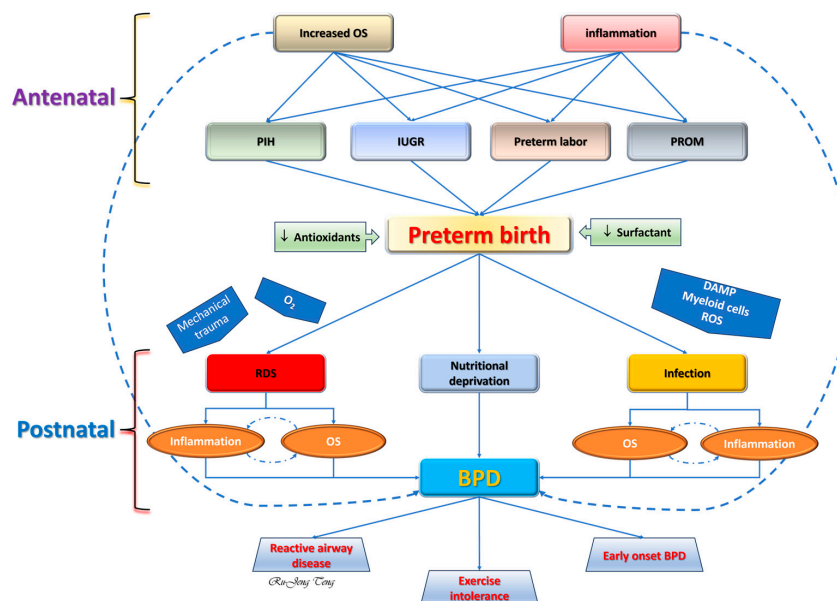 Increased OS
inflammation
Antenatal
PIH
IUGR
Preterm labor
PROM
↓ Antioxidants
Preterm birth
↓ Surfactant
Mechanical
trauma
O₂
DAMP
Myeloid cells
ROS
RDS
Nutritional
deprivation
Infection
Postnatal
Inflammation
OS
OS
Inflammation
BPD
Reactive airway
disease
Exercise
intolerance
Early onset BPD
Ru-Jeng Teng